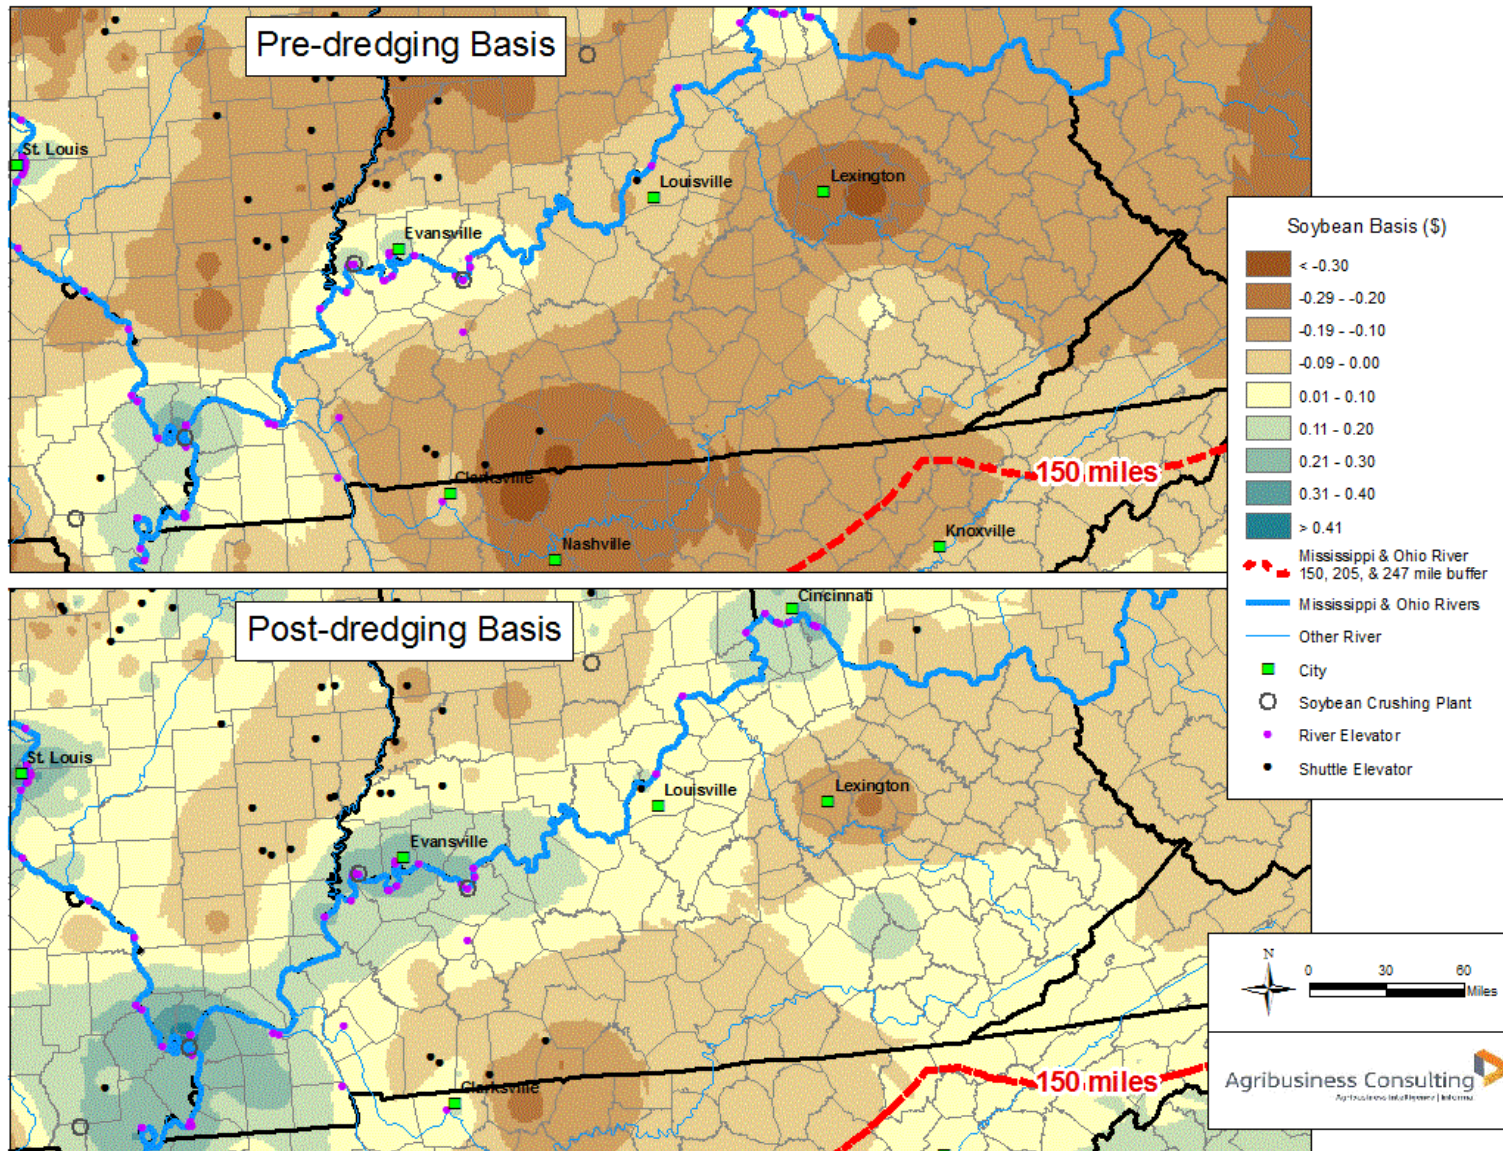 Pre-dredging Basis
St. Louis
Evansville
Louisville
Lexington
Clarksville
Nashville
Knoxville
150 miles
Soybean Basis ($)
< -0.30
-0.29 - -0.20
-0.19 - -0.10
-0.09 - 0.00
0.01 - 0.10
0.11 - 0.20
0.21 - 0.30
0.31 - 0.40
> 0.41
Mississippi & Ohio River
150, 205, & 247 mile buffer
Mississippi & Ohio Rivers
Other River
City
Soybean Crushing Plant
River Elevator
Shuttle Elevator
Post-dredging Basis
Cincinnati
St. Louis
Louisville
Lexington
Evansville
Clarksville
150 miles
N
0 30 60
Miles
Agribusiness Consulting
Agribusiness Intelligence | Informa